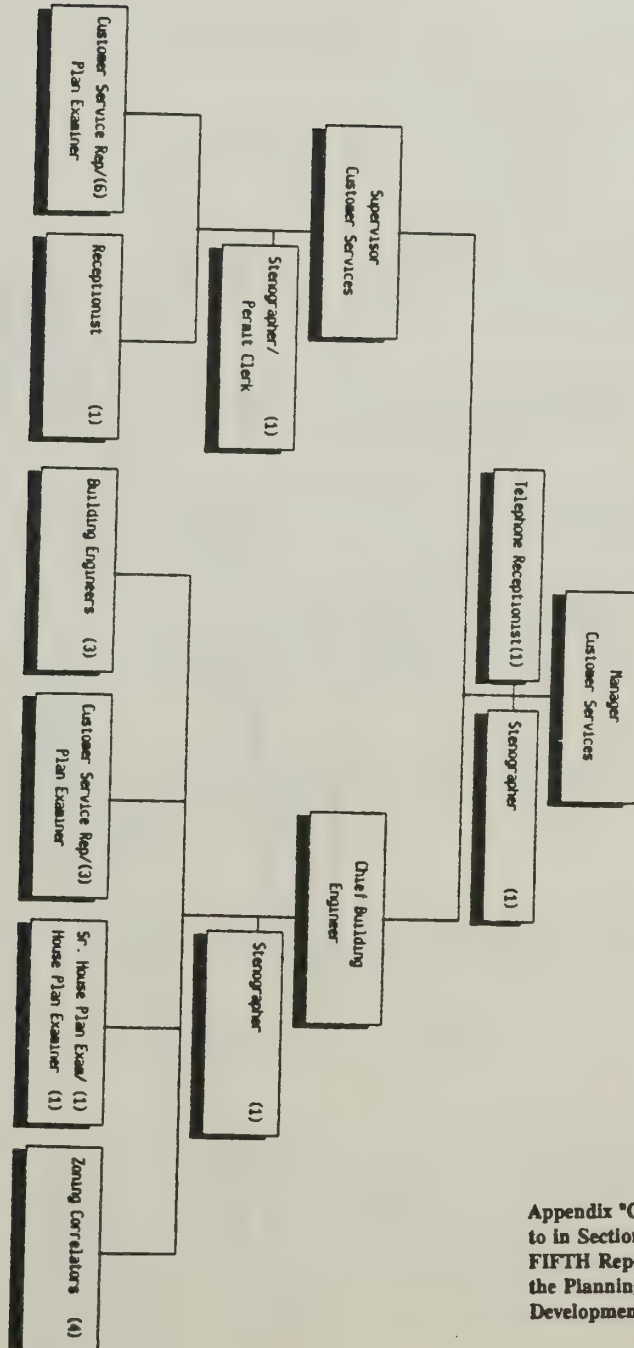 Manager
Customer Services
Telephone Receptionist(1)
Stenographer
(1)
Supervisor
Customer Services
Chief Building
Engineer
Stenographer/
Permit Clerk
(1)
Stenographer
(1)
Customer Service Rep/(6)
Plan Examiner
Receptionist
(1)
Building Engineers (3)
Customer Service Rep/(3)
Plan Examiner
Sr. House Plan Exam/ (1)
House Plan Examiner (1)
Zoning Correlators (4)
Appendix "C
to in Section
FIFTH Rep
the Planning
Developmen